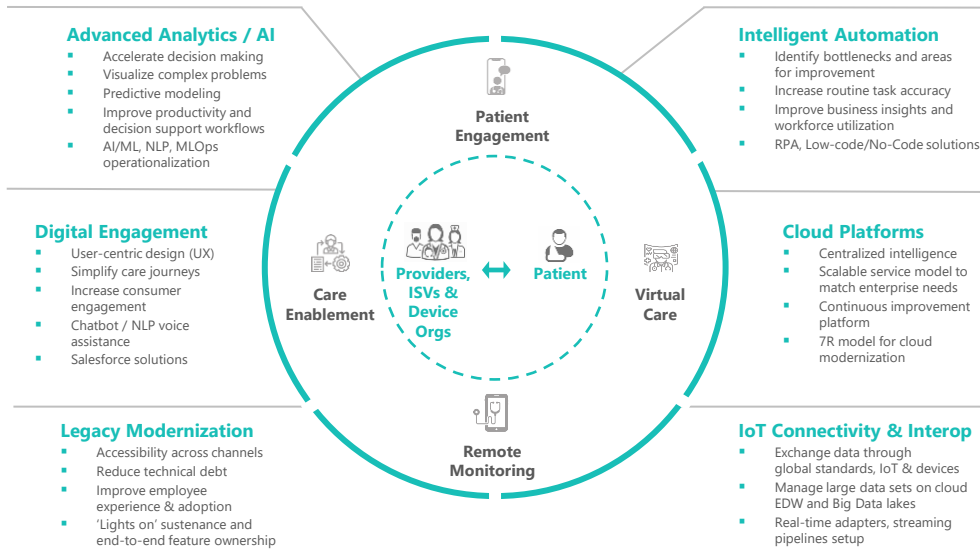 Advanced Analytics / AI
Accelerate decision making
Visualize complex problems
Predictive modeling
Improve productivity and
decision support workflows
AI/ML, NLP, MLOps
operationalization
Digital Engagement
User-centric design (UX)
Simplify care journeys
Increase consumer
engagement
Chatbot / NLP voice
assistance
Salesforce solutions
Legacy Modernization
Accessibility across channels
Reduce technical debt
Improve employee
experience & adoption
‘Lights on’ sustenance and
end-to-end feature ownership
Patient
Engagement
Care
Enablement
Providers,
ISVs &
Device
Orgs
Patient
Virtual
Care
Remote
Monitoring
Intelligent Automation
Identify bottlenecks and areas
for improvement
Increase routine task accuracy
Improve business insights and
workforce utilization
RPA, Low-code/No-Code solutions
Cloud Platforms
Centralized intelligence
Scalable service model to
match enterprise needs
Continuous improvement
platform
7R model for cloud
modernization
IoT Connectivity & Interop
Exchange data through
global standards, IoT & devices
Manage large data sets on cloud
EDW and Big Data lakes
Real-time adapters, streaming
pipelines setup